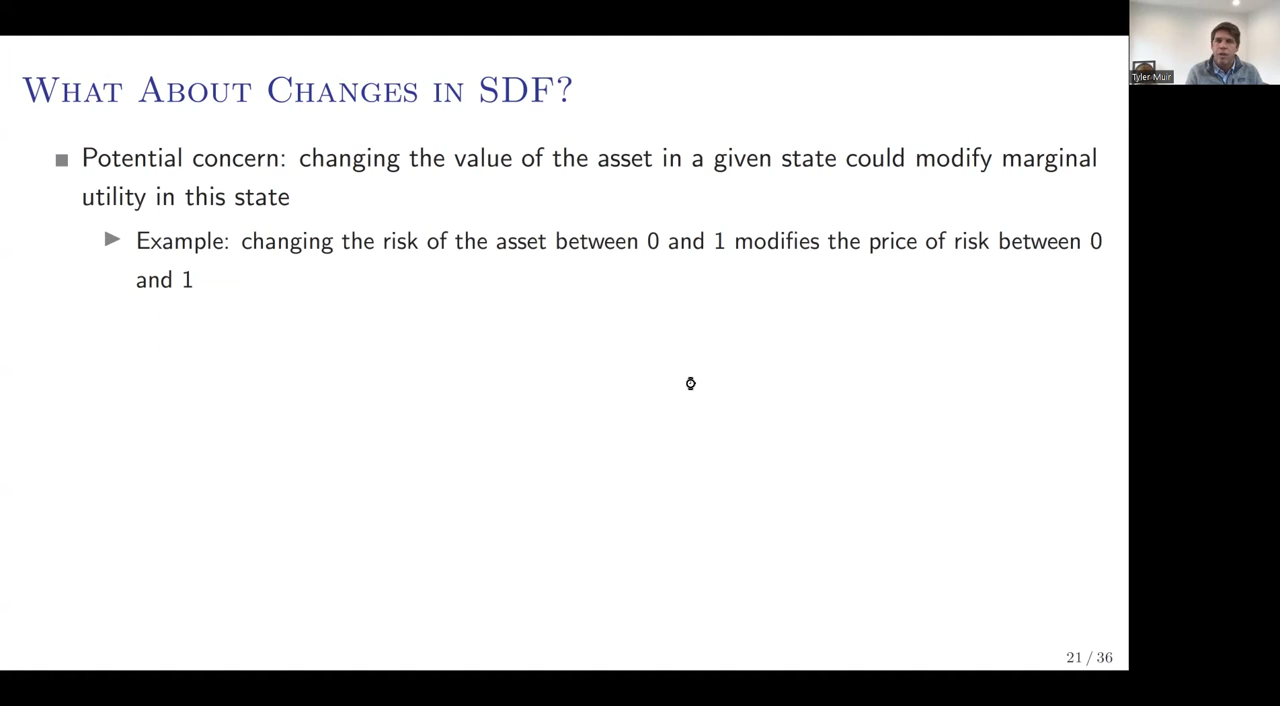 What About Changes in SDF?
Potential concern: changing the value of the asset in a given state could modify marginal
utility in this state
Example: changing the risk of the asset between 0 and 1 modifies the price of risk between 0
and 1
21 / 36
Tyler Muir